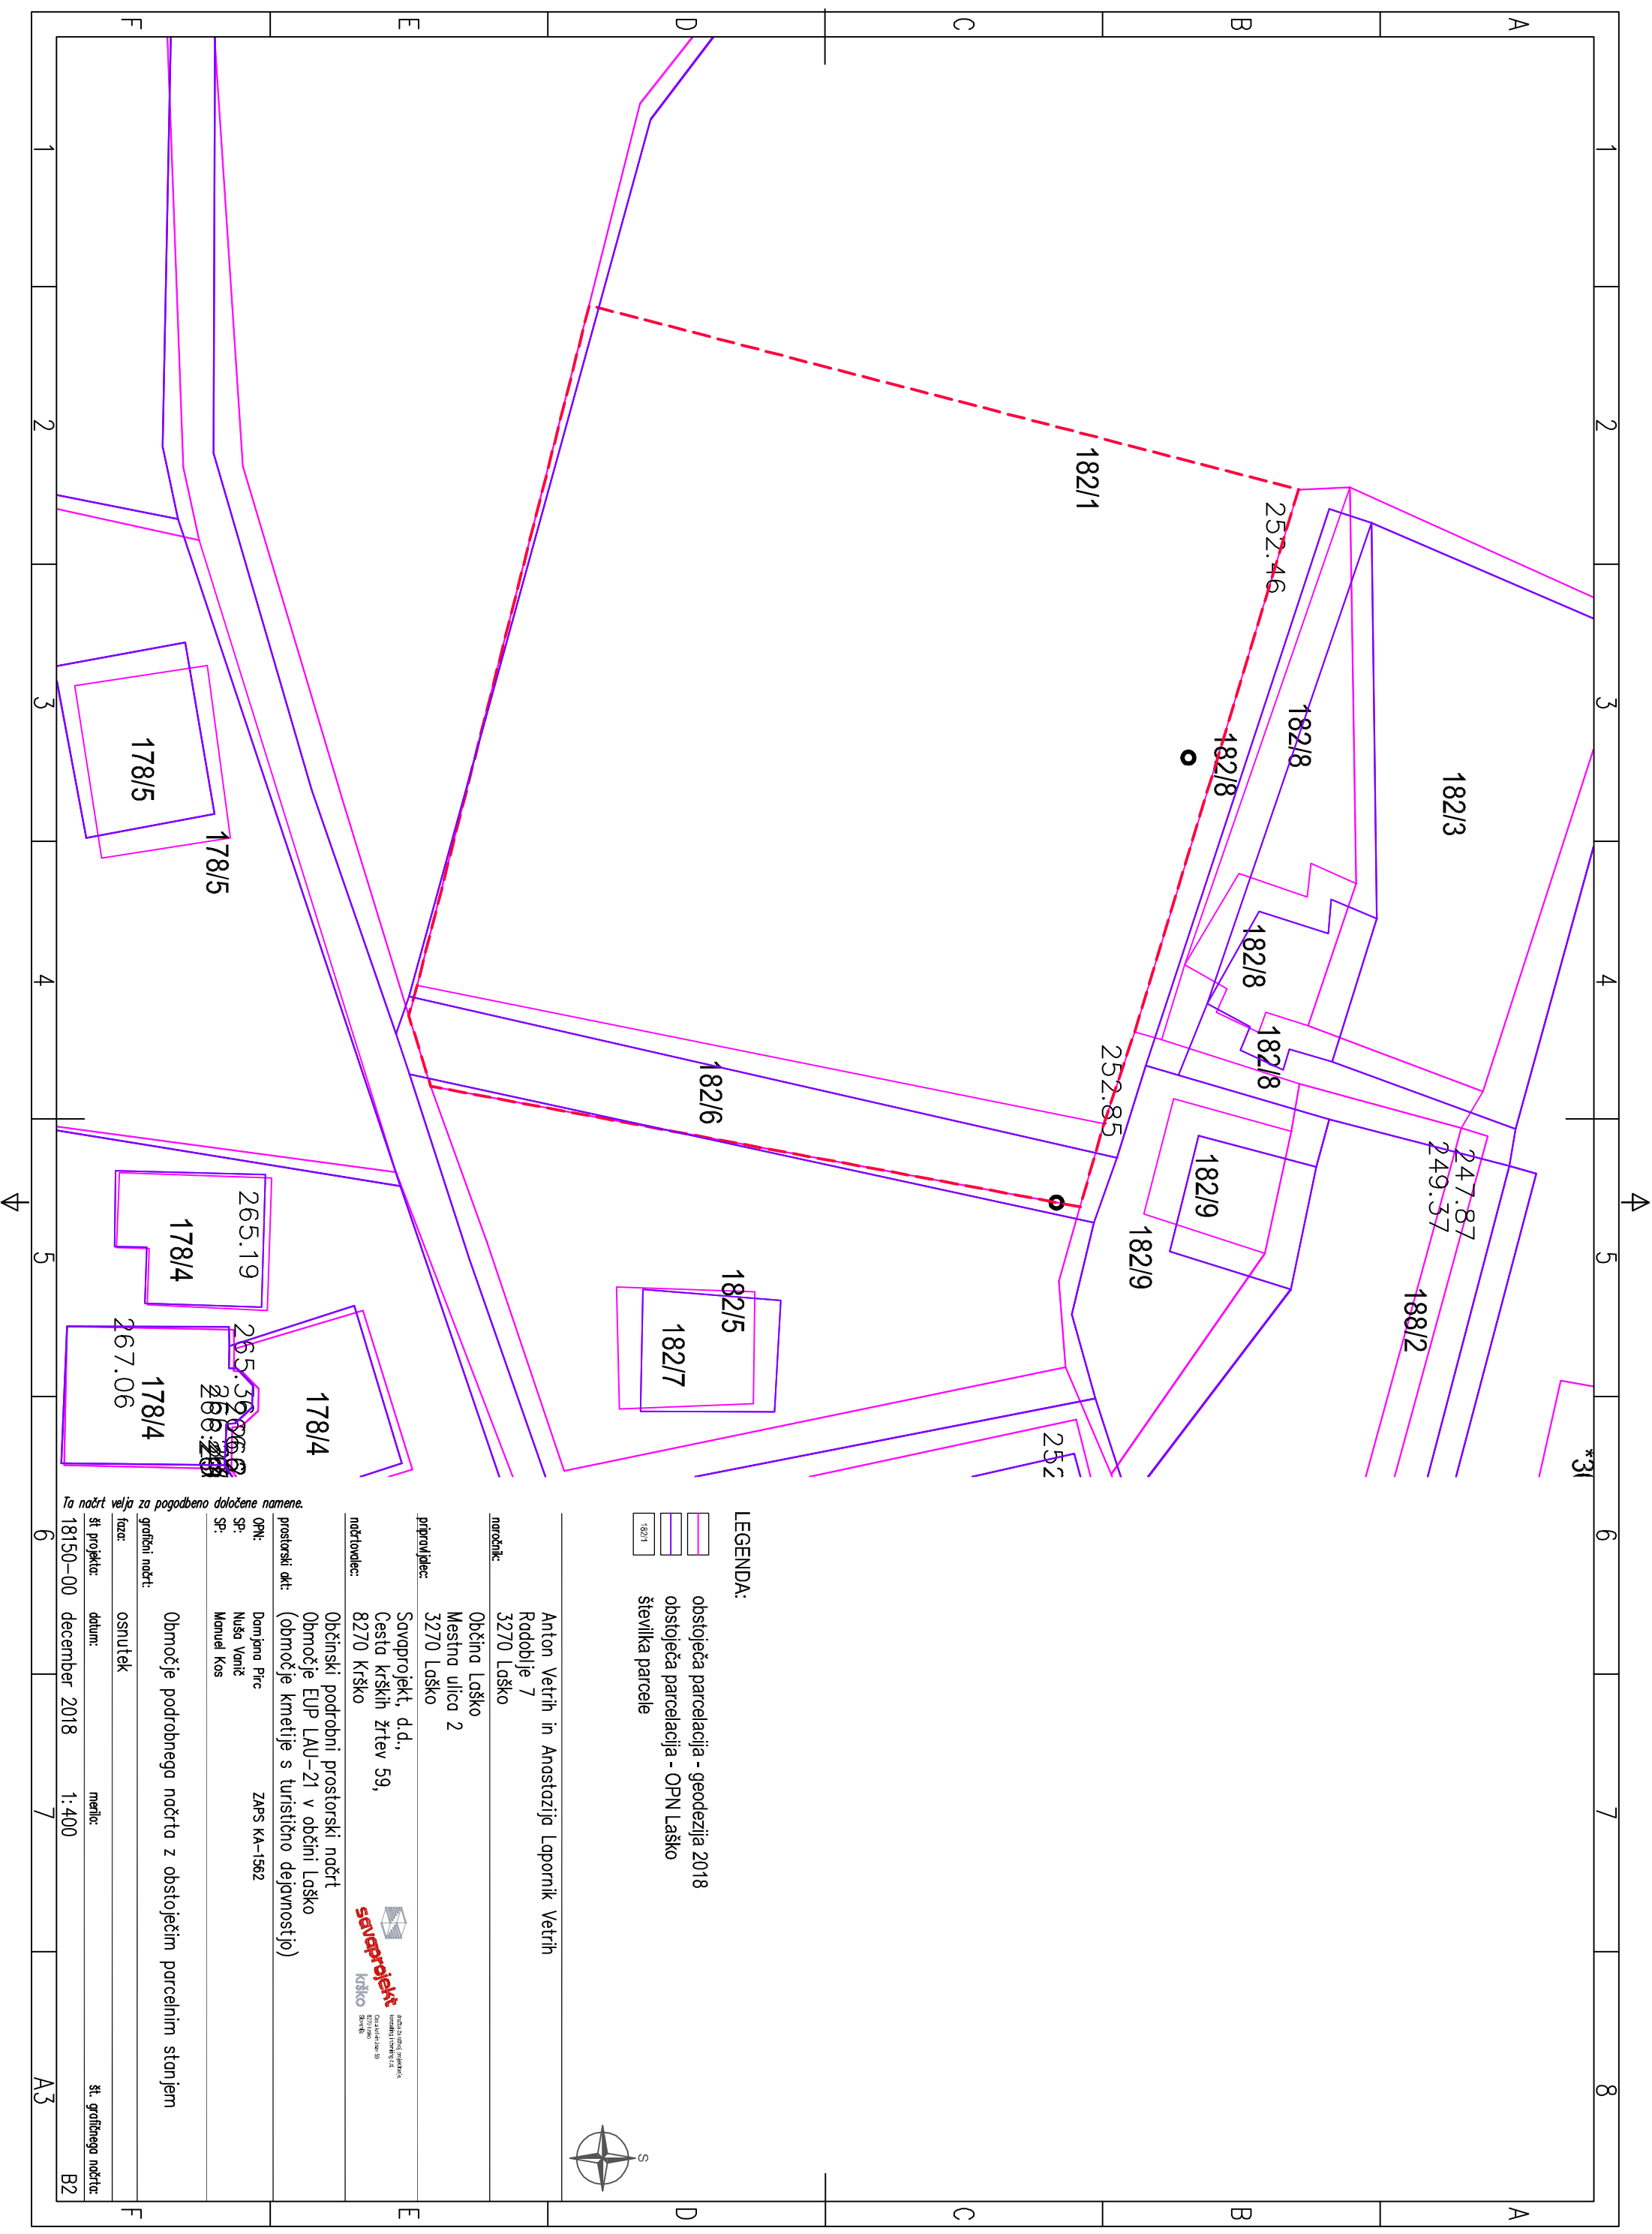 A
B
C
D
E
F
1
2
3
4
5
6
7
8
182/1
252.46
182/8
182/8
182/3
182/8
182/8
252.85
182/6
182/9
182/9
247.87
249.37
188/2
182/5
182/7
252
178/5
178/5
265.19
178/4
178/4
267.06
178/4
LEGENDA:
obstoječa parcelacija - geodezija 2018
obstoječa parcelacija - OPN Laško
182/1
številka parcele
S
naročnik:
Anton Vetrih in Anastazija Lapornik Vetrih
Radoblje 7
3270 Laško
pripravljalec:
Občina Laško
Mestna ulica 2
3270 Laško
načrtovalec:
Savaprojekt, d.d.,
Cesta krških žrtev 59,
8270 Krško
savaprojekt
krško
prostorski akt:
Občinski podrobni prostorski načrt
Območje EUP LAU-21 v občini Laško
(območje kmetije s turistično dejavnostjo)
OPN: Damjana Pirc ZAPS KA-1562
SP: Nuša Vanič
SP: Manuel Kos
grafični načrt:
Območje podrobnega načrta z obstoječim parcelnim stanjem
faza: osnutek
št projekta: datum: merilo: št. grafičnega načrta:
18150-00 december 2018 1:400 B2
Ta načrt velja za pogodbeno določene namene.
A3
1
2
3
4
5
A
B
C
D
E
F